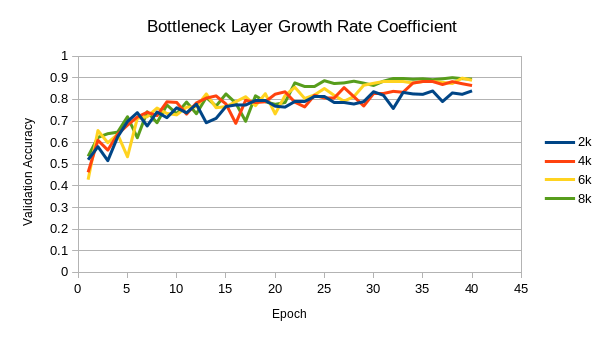 Bottleneck Layer Growth Rate Coefficient
Validation Accuracy
1
0.9
0.8
0.7
0.6
0.5
0.4
0.3
0.2
0.1
0
0 5 10 15 20 25 30 35 40 45
Epoch
2k
4k
6k
8k